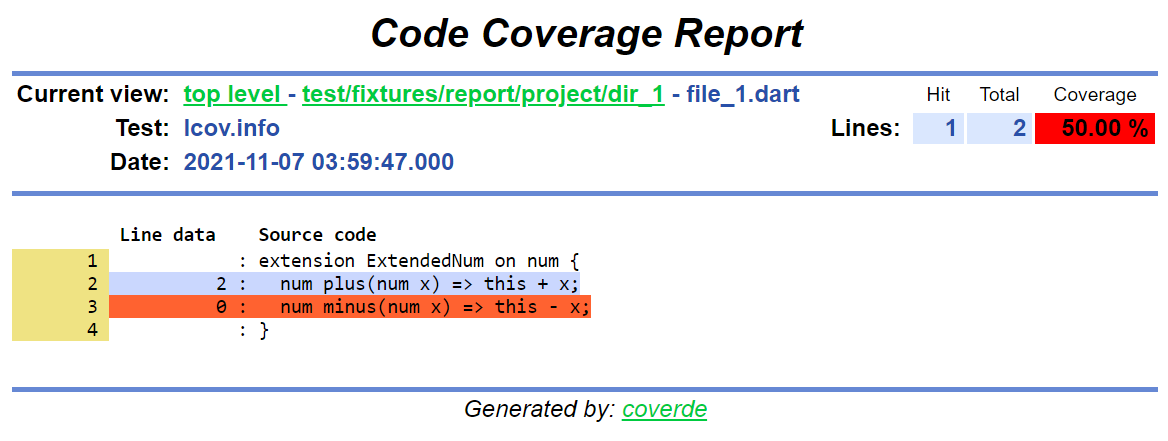 Code Coverage Report
Current view: top level - test/fixtures/report/project/dir_1 - file_1.dart Hit Total Coverage
Test: lcov.info Lines: 1 2 50.00 %
Date: 2021-11-07 03:59:47.000
Line data Source code
1 : extension ExtendedNum on num {
2 2 : num plus(num x) => this + x;
3 0 : num minus(num x) => this - x;
4 : }
Generated by: coverde